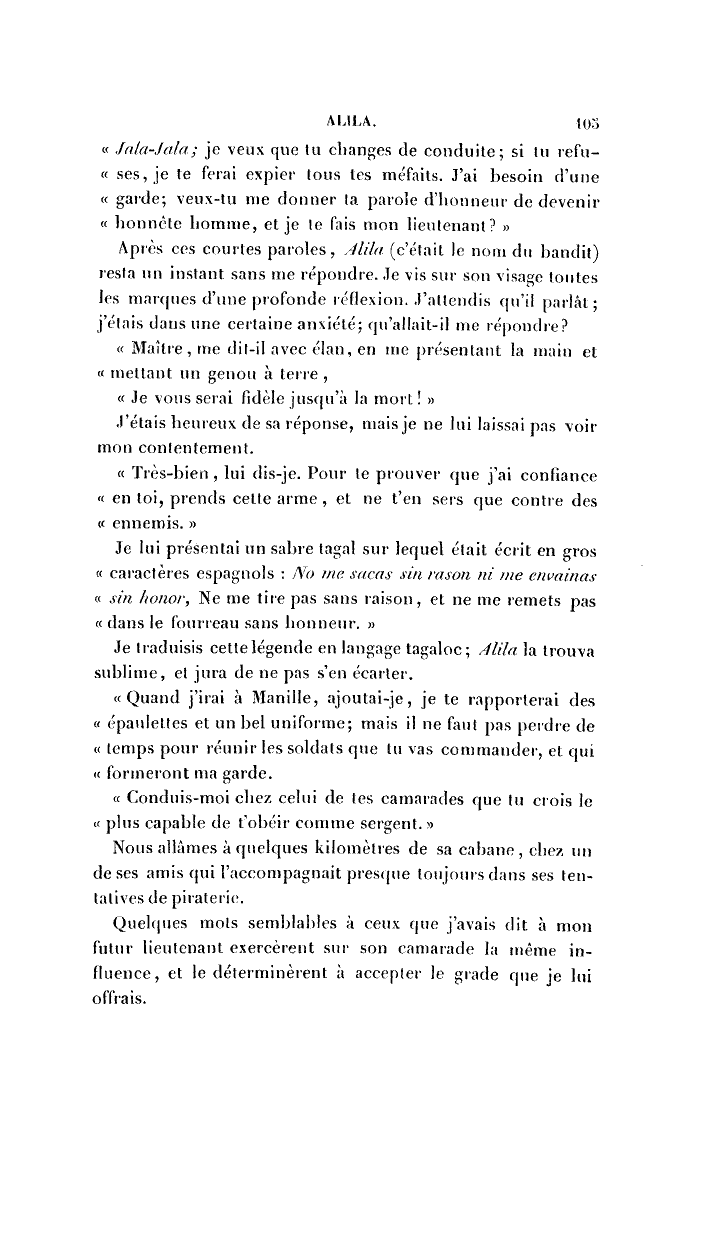 ALILA. 105
« Jala-Jala; je veux que tu changes de conduite; si tu refu-
« ses, je te ferai expier tous tes méfaits. J'ai besoin d'une
« garde; veux-tu me donner ta parole d'honneur de devenir
« honnête homme, et je te fais mon lieutenant? »
Après ces courtes paroles, Alila (c'était le nom du bandit)
resta un instant sans me répondre. Je vis sur son visage toutes
les marques d'une profonde réflexion. J'attendis qu'il parlât;
j'étais dans une certaine anxiété; qu'allait-il me répondre?
« Maître, me dit-il avec élan, en me présentant la main et
« mettant un genou à terre,
« Je vous serai fidèle jusqu'à la mort! »
J'étais heureux de sa réponse, mais je ne lui laissai pas voir
mon contentement.
« Très-bien, lui dis-je. Pour te prouver que j'ai confiance
« en toi, prends cette arme, et ne t'en sers que contre des
« ennemis. »
Je lui présentai un sabre tagal sur lequel était écrit en gros
« caractères espagnols : No me sacas sin rason ni me envainas
« sin honor, Ne me tire pas sans raison, et ne me remets pas
« dans le fourreau sans honneur. »
Je traduisis cette légende en langage tagaloc; Alila la trouva
sublime, et jura de ne pas s'en écarter.
« Quand j'irai à Manille, ajoutai-je, je te rapporterai des
« épaulettes et un bel uniforme; mais il ne faut pas perdre de
« temps pour réunir les soldats que tu vas commander, et qui
« formeront ma garde.
« Conduis-moi chez celui de tes camarades que tu crois le
« plus capable de t'obéir comme sergent. »
Nous allâmes à quelques kilomètres de sa cabane, chez un
de ses amis qui l'accompagnait presque toujours dans ses ten-
tatives de piraterie.
Quelques mots semblables à ceux que j'avais dit à mon
futur lieutenant exercèrent sur son camarade la même in-
fluence, et le déterminèrent à accepter le grade que je lui
offrais.